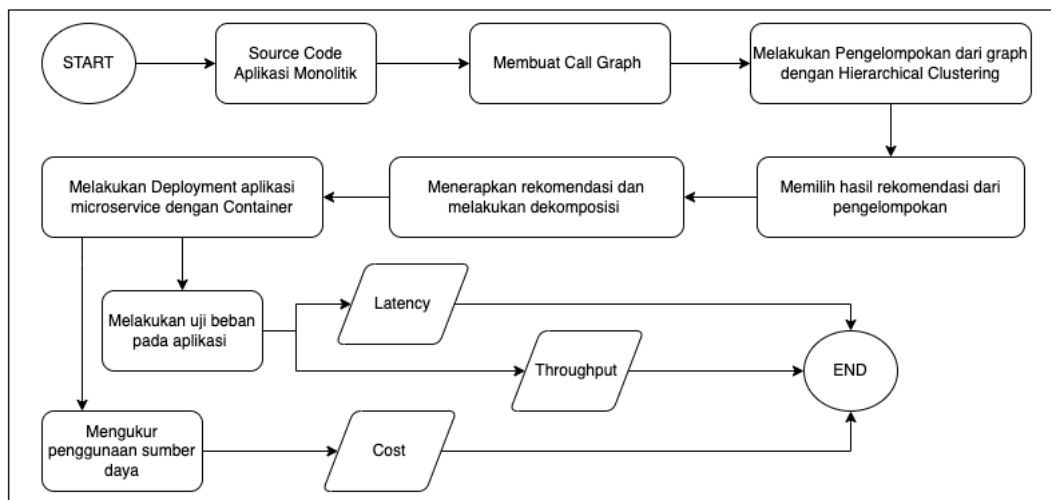 START
Source Code
Aplikasi Monolitik
Membuat Call Graph
Melakukan Pengelompokan dari graph
dengan Hierarchical Clustering
Melakukan Deployment aplikasi
microservice dengan Container
Menerapkan rekomendasi dan
melakukan dekomposisi
Memilih hasil rekomendasi dari
pengelompokan
Melakukan uji beban
pada aplikasi
Latency
Throughput
END
Mengukur
penggunaan sumber
daya
Cost